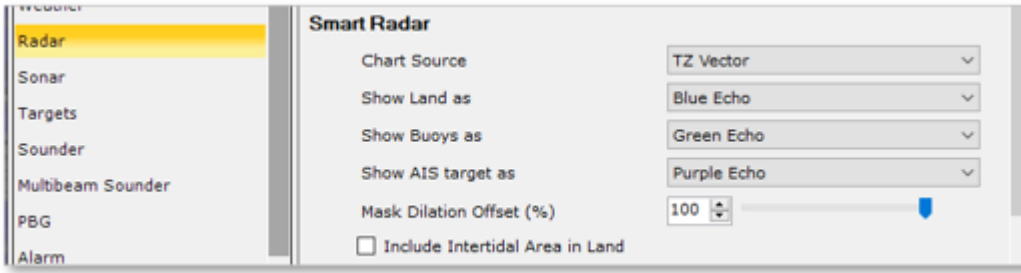 Weather
Radar
Sonar
Targets
Sounder
Multibeam Sounder
PBG
Alarm
Smart Radar
Chart Source TZ Vector
Show Land as Blue Echo
Show Buoys as Green Echo
Show AIS target as Purple Echo
Mask Dilation Offset (%) 100
Include Intertidal Area in Land